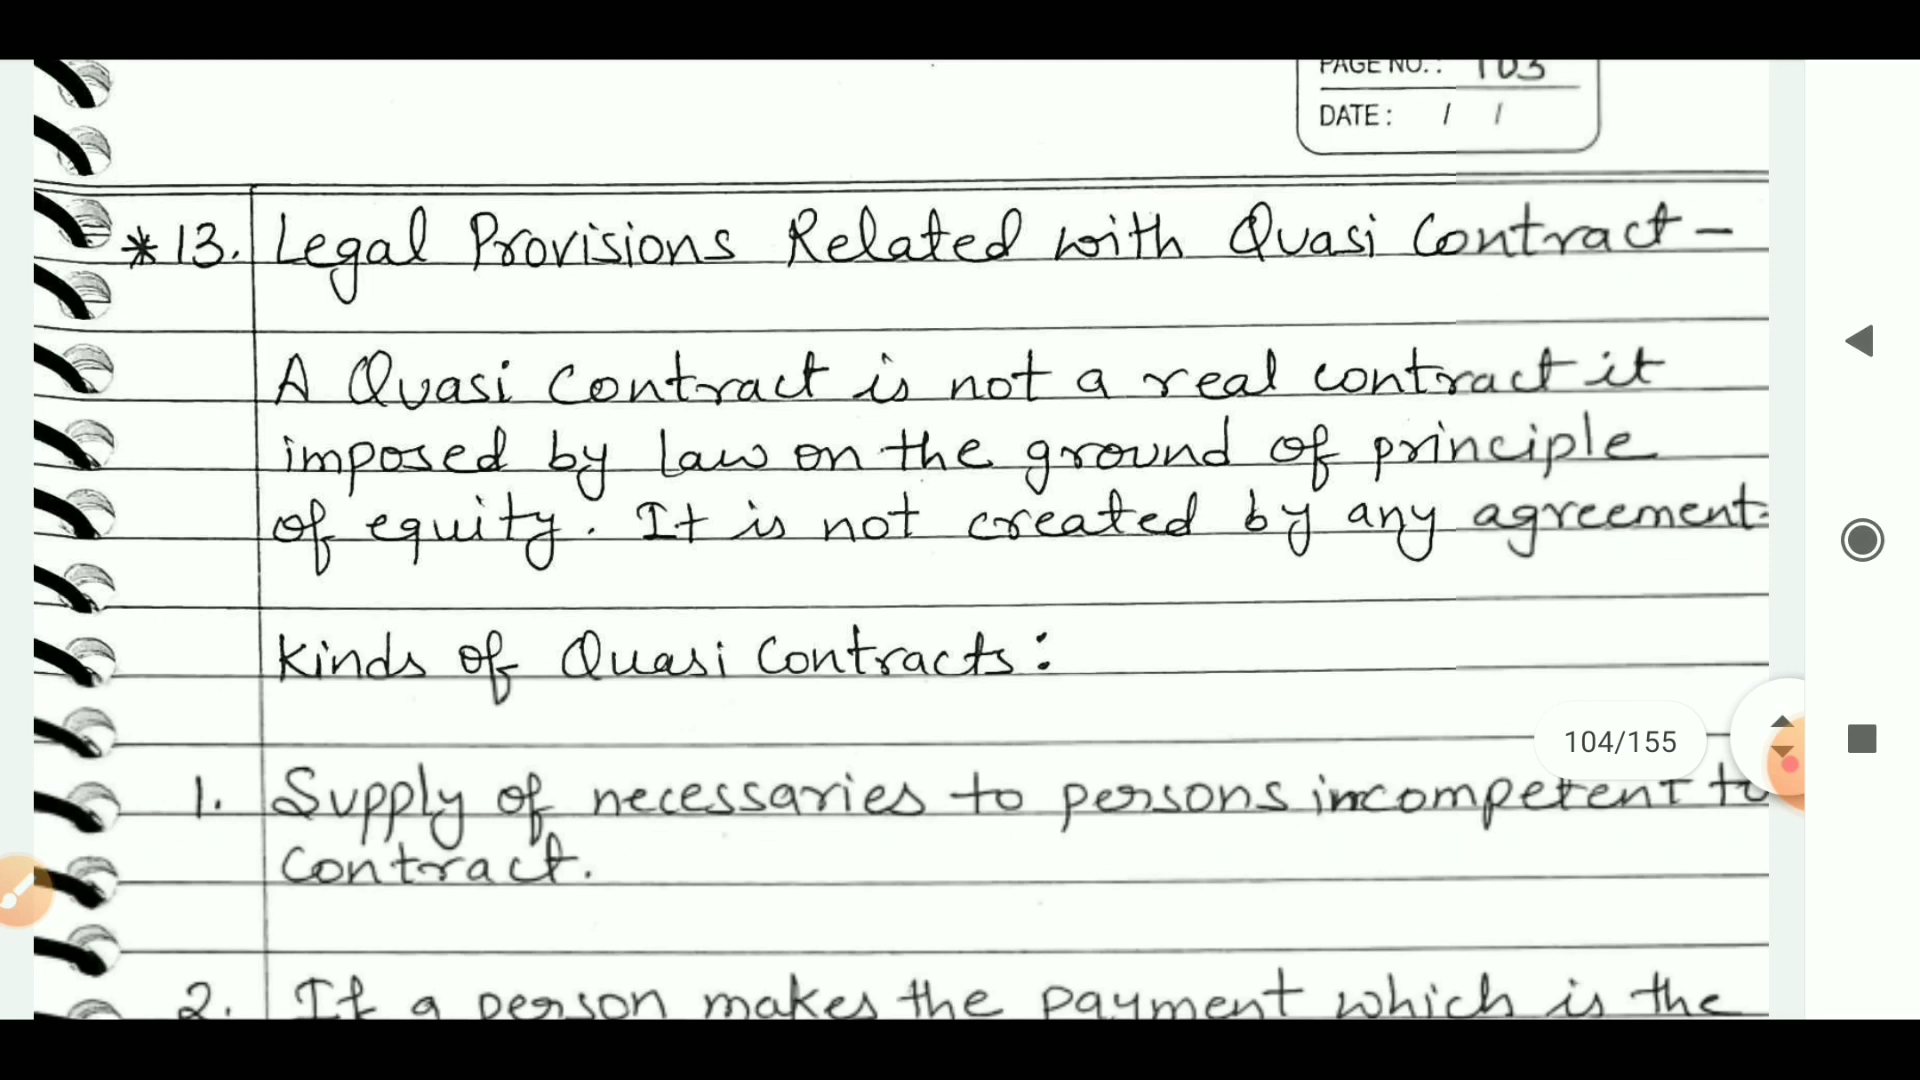 PAGE NO.: 103
DATE: / /
*13. Legal Provisions Related with Quasi Contract -
A Quasi Contract is not a real contract it
imposed by law on the ground of principle
of equity. It is not created by any agreement.
Kinds of Quasi Contracts:
104/155
1. Supply of necessaries to persons incompetent to
Contract.
2. If a person makes the payment which is the